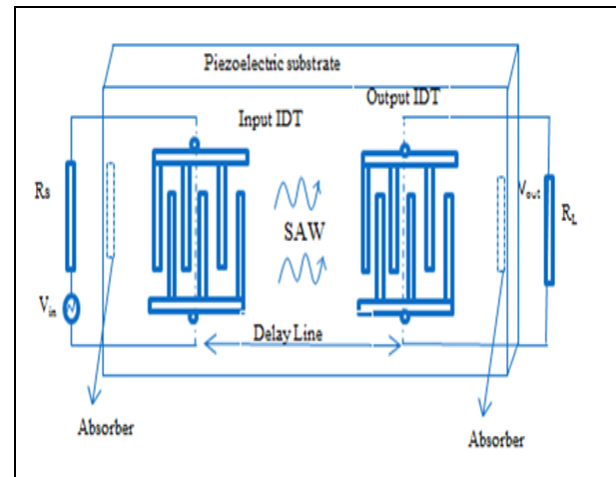 Piezoelectric substrate
Output IDT
Input IDT
Rs
Vout
RL
SAW
Vin
Delay Line
Absorber
Absorber